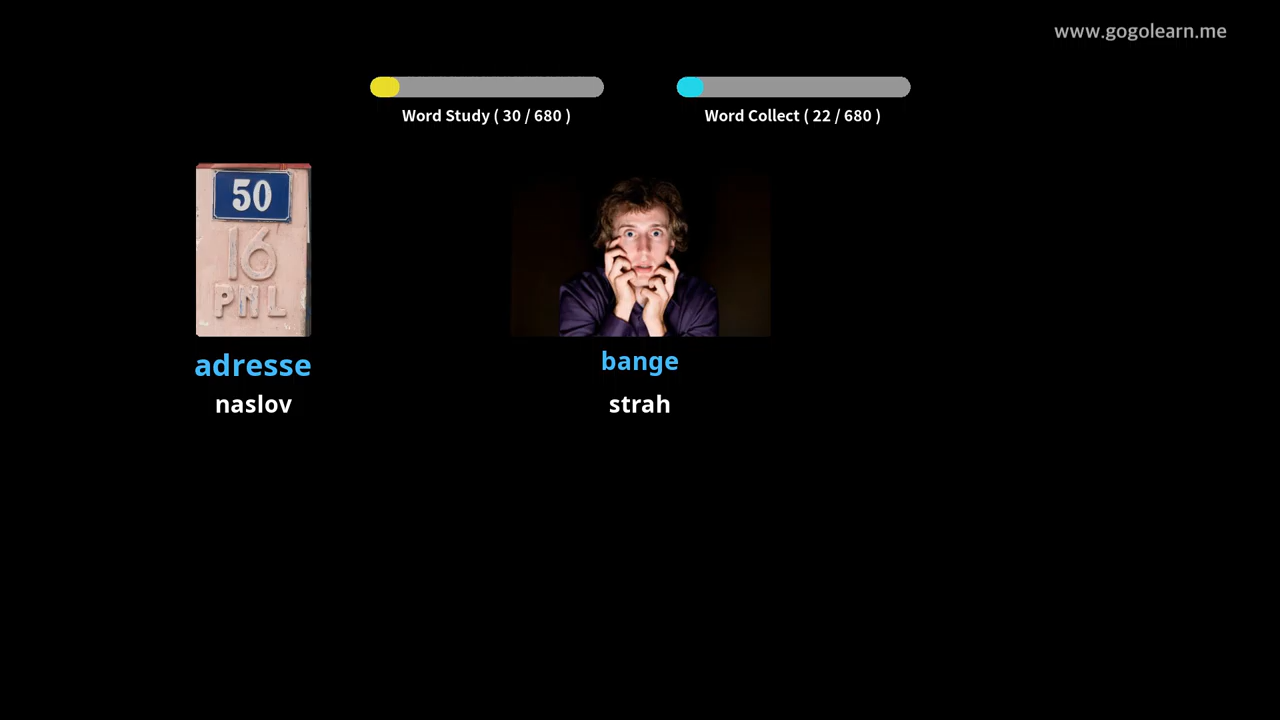 www.gogolearn.me
Word Study ( 30 / 680 )
Word Collect ( 22 / 680 )
50
16
PNL
adresse
naslov
bange
strah